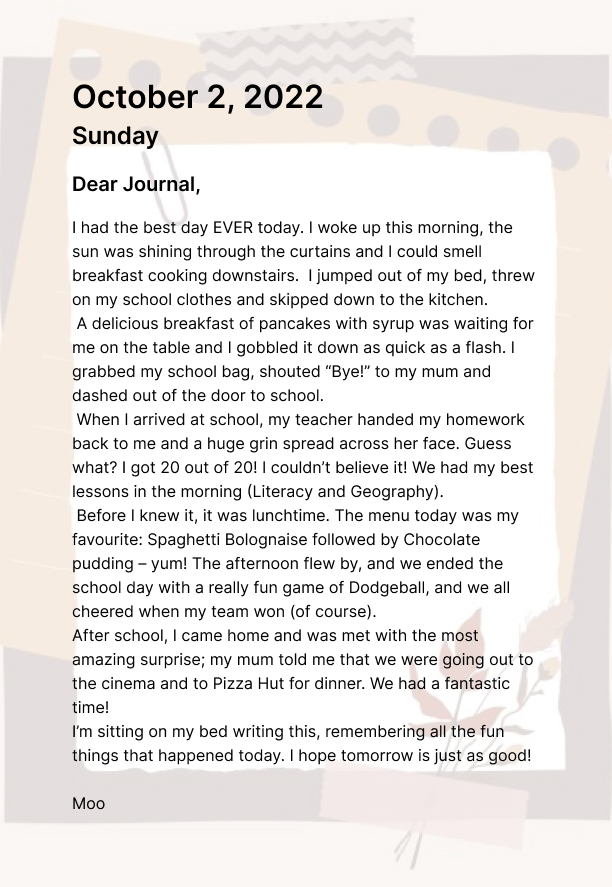 October 2, 2022
Sunday
Dear Journal,
I had the best day EVER today. I woke up this morning, the
sun was shining through the curtains and I could smell
breakfast cooking downstairs.  I jumped out of my bed, threw
on my school clothes and skipped down to the kitchen.
A delicious breakfast of pancakes with syrup was waiting for
me on the table and I gobbled it down as quick as a flash. I
grabbed my school bag, shouted “Bye!” to my mum and
dashed out of the door to school.
When I arrived at school, my teacher handed my homework
back to me and a huge grin spread across her face. Guess
what? I got 20 out of 20! I couldn’t believe it! We had my best
lessons in the morning (Literacy and Geography).
Before I knew it, it was lunchtime. The menu today was my
favourite: Spaghetti Bolognaise followed by Chocolate
pudding – yum! The afternoon flew by, and we ended the
school day with a really fun game of Dodgeball, and we all
cheered when my team won (of course).
After school, I came home and was met with the most
amazing surprise; my mum told me that we were going out to
the cinema and to Pizza Hut for dinner. We had a fantastic
time!
I’m sitting on my bed writing this, remembering all the fun
things that happened today. I hope tomorrow is just as good!
Moo